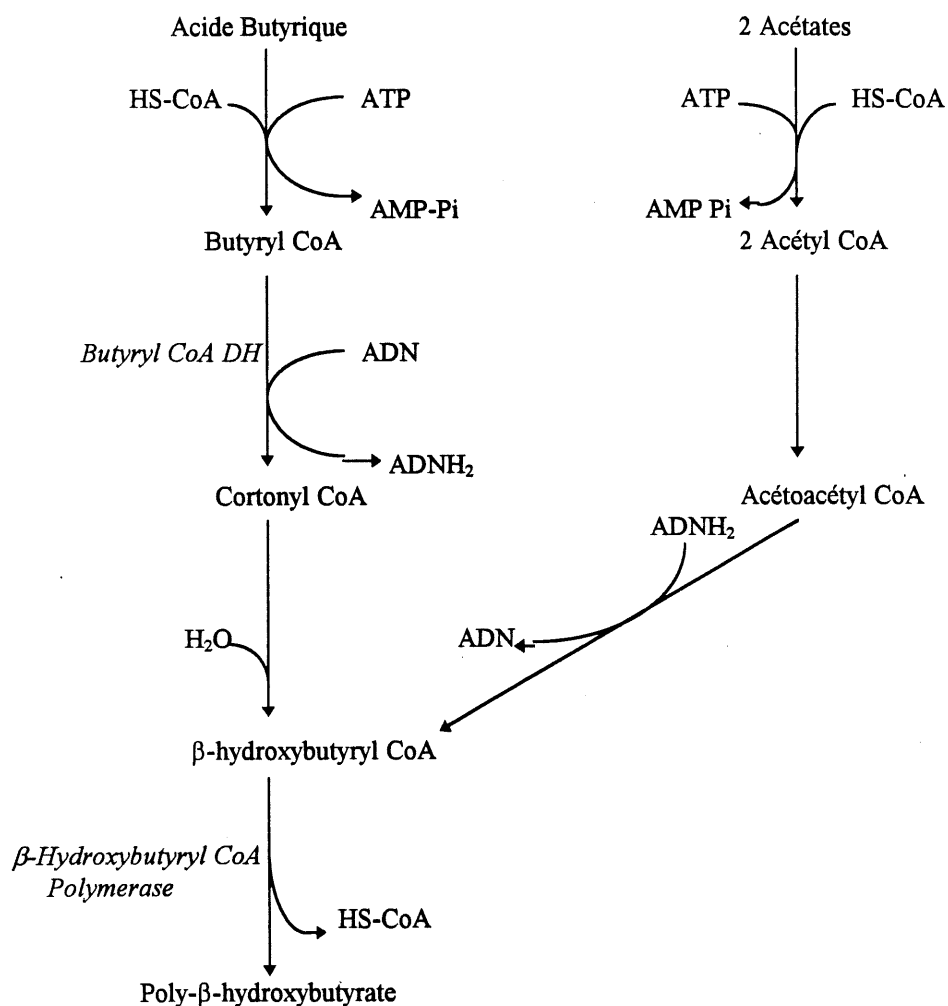 Acide Butyrique
2 Acétates
HS-CoA
ATP
ATP
HS-CoA
AMP-Pi
AMP Pi
Butyryl CoA
2 Acétyl CoA
Butyryl CoA DH
ADN
ADNH₂
Cortonyl CoA
Acétoacétyl CoA
ADNH₂
H₂O
ADN
β-hydroxybutyryl CoA
β-Hydroxybutyryl CoA
Polymerase
HS-CoA
Poly-β-hydroxybutyrate